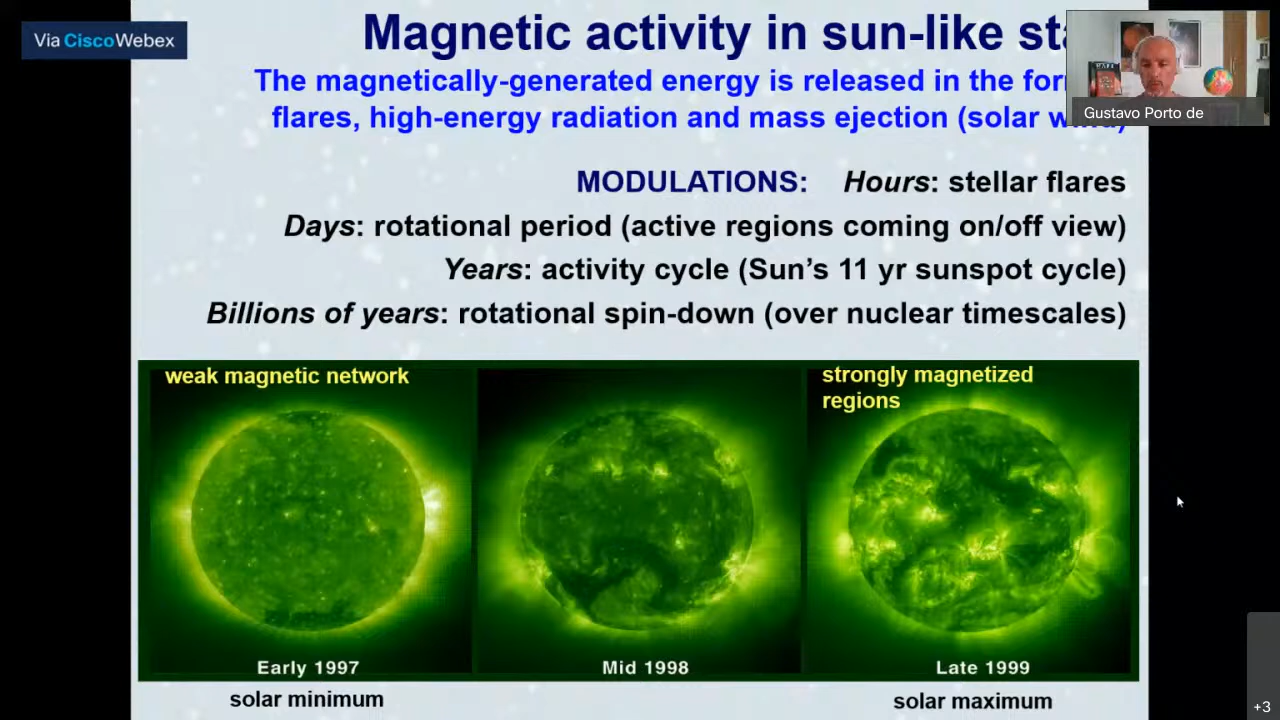 Via CiscoWebex
Magnetic activity in sun-like
The magnetically-generated energy is released in the
flares, high-energy radiation and mass ejection (solar
Gustavo Porto de
MODULATIONS: Hours: stellar flares
Days: rotational period (active regions coming on/off view)
Years: activity cycle (Sun's 11 yr sunspot cycle)
Billions of years: rotational spin-down (over nuclear timescales)
weak magnetic network
strongly magnetized
regions
Early 1997
Mid 1998
Late 1999
solar minimum
solar maximum
+3